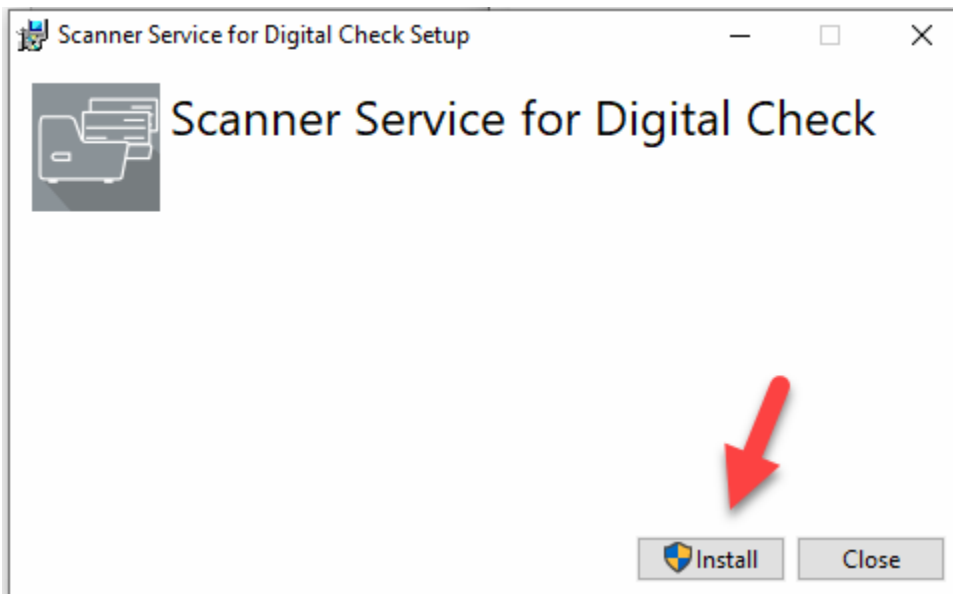 Scanner Service for Digital Check Setup
Scanner Service for Digital Check
Install
Close